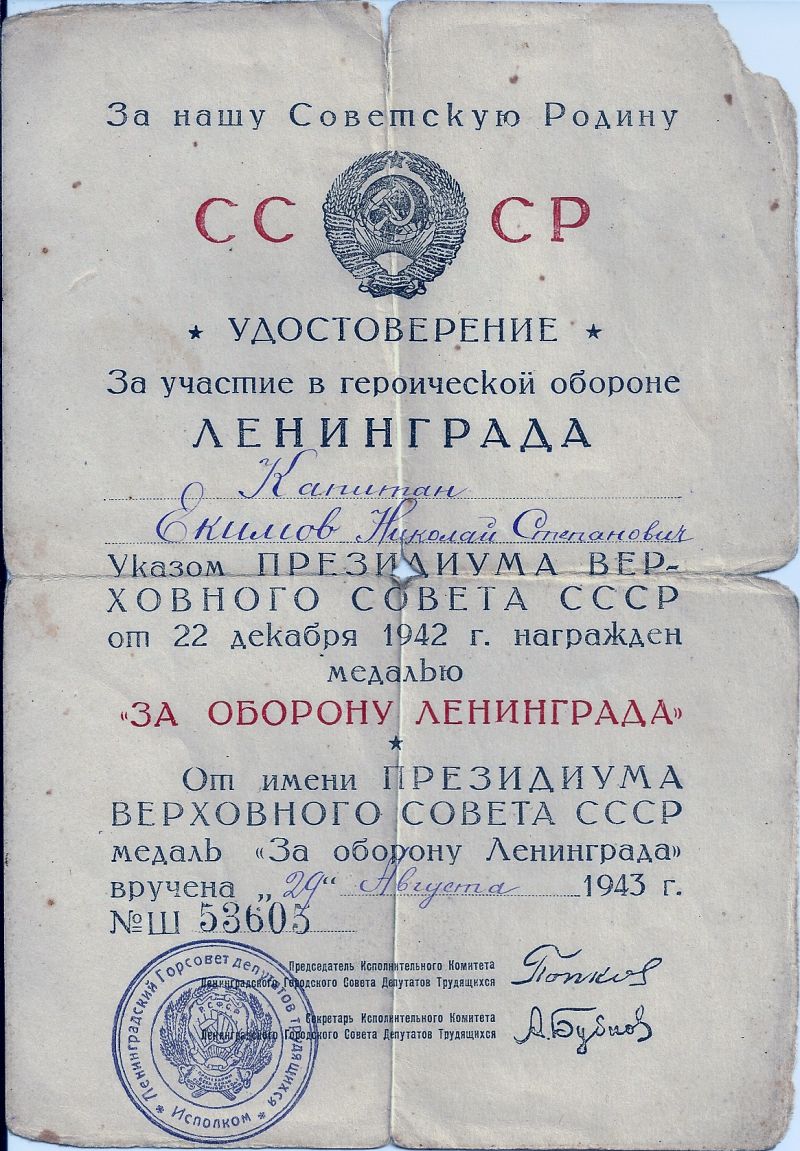 За нашу Советскую Родину
СС СР
★ УДОСТОВЕРЕНИЕ ★
За участие в героической обороне
ЛЕНИНГРАДА
Капитан
Екимов Николай Степанович
Указом ПРЕЗИДИУМА ВЕР-
ХОВНОГО СОВЕТА СССР
от 22 декабря 1942 г. награжден
медалью
«ЗА ОБОРОНУ ЛЕНИНГРАДА»
★
От имени ПРЕЗИДИУМА
ВЕРХОВНОГО СОВЕТА СССР
медаль «За оборону Ленинграда»
вручена „29“ Августа 1943 г.
№Ш 53603
Председатель Исполнительного Комитета
Ленинградского Городского Совета Депутатов Трудящихся
Попков
Секретарь Исполнительного Комитета
Ленинградского Городского Совета Депутатов Трудящихся
А.Бубнов
Ленинградский Горсовет депутатов трудящихся
* Исполком *
РСФСР